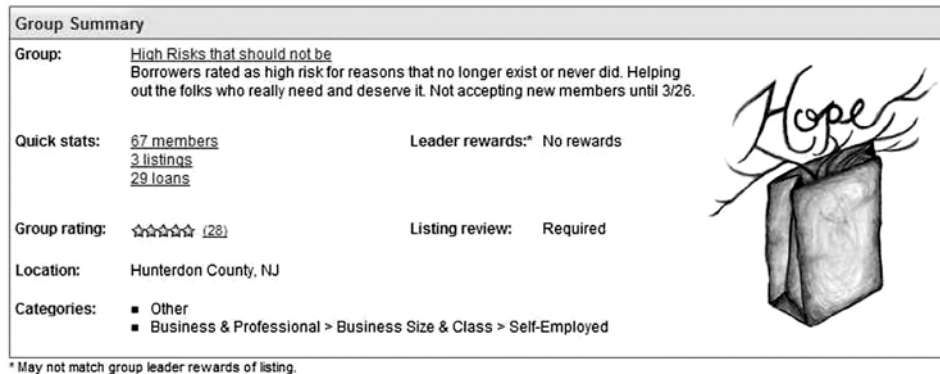 Group Summary
Group: High Risks that should not be
Borrowers rated as high risk for reasons that no longer exist or never did. Helping
out the folks who really need and deserve it. Not accepting new members until 3/26.
Quick stats: 67 members Leader rewards:* No rewards
3 listings
29 loans
Group rating: (28) Listing review: Required
Location: Hunterdon County, NJ
Categories: ▪ Other
▪ Business & Professional > Business Size & Class > Self-Employed
Hope
* May not match group leader rewards of listing.